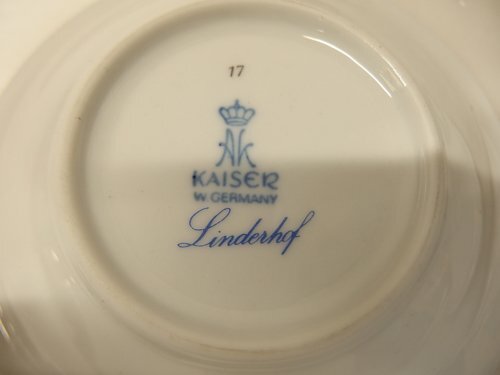 17
AK
KAISER
W. GERMANY
Linderhof